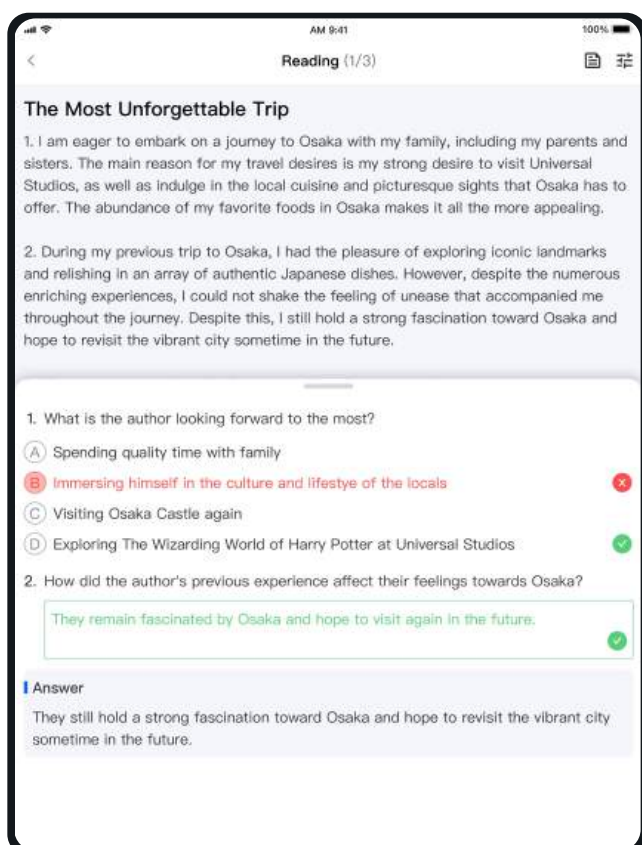 AM 9:41
100%
Reading (1/3)
The Most Unforgettable Trip
1. I am eager to embark on a journey to Osaka with my family, including my parents and
sisters. The main reason for my travel desires is my strong desire to visit Universal
Studios, as well as indulge in the local cuisine and picturesque sights that Osaka has to
offer. The abundance of my favorite foods in Osaka makes it all the more appealing.
2. During my previous trip to Osaka, I had the pleasure of exploring iconic landmarks
and relishing in an array of authentic Japanese dishes. However, despite the numerous
enriching experiences, I could not shake the feeling of unease that accompanied me
throughout the journey. Despite this, I still hold a strong fascination toward Osaka and
hope to revisit the vibrant city sometime in the future.
1. What is the author looking forward to the most?
A Spending quality time with family
B Immersing himself in the culture and lifestye of the locals
C Visiting Osaka Castle again
D Exploring The Wizarding World of Harry Potter at Universal Studios
2. How did the author's previous experience affect their feelings towards Osaka?
They remain fascinated by Osaka and hope to visit again in the future.
Answer
They still hold a strong fascination toward Osaka and hope to revisit the vibrant city
sometime in the future.